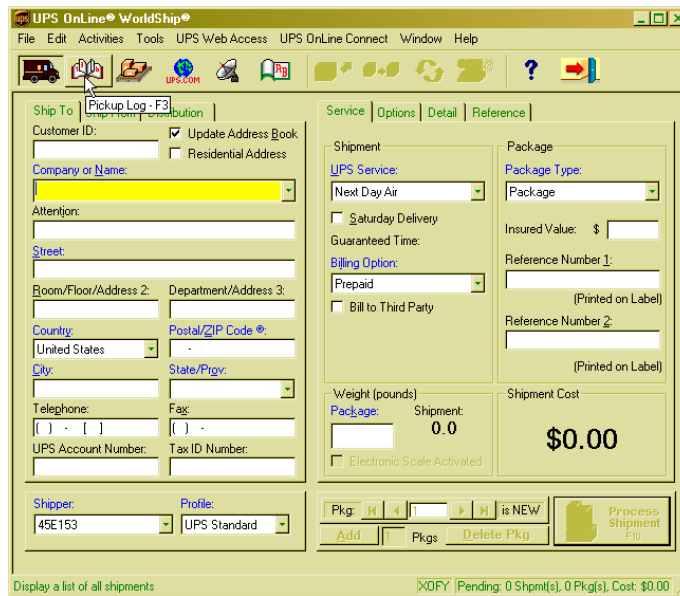 UPS OnLine® WorldShip®
File Edit Activities Tools UPS Web Access UPS OnLine Connect Window Help
UPS.COM
RB
?
Pickup Log - F3
Ship To
Service Options Detail Reference
Customer ID:
Update Address Book
Residential Address
Company or Name:
Attention:
Street:
Room/Floor/Address 2: Department/Address 3:
Country: Postal/ZIP Code ®:
United States -
City: State/Prov:
Telephone: Fax:
( ) - [ ] ( ) -
UPS Account Number: Tax ID Number:
Shipper: Profile:
45E153 UPS Standard
Shipment
UPS Service:
Next Day Air
Saturday Delivery
Guaranteed Time:
Billing Option:
Prepaid
Bill to Third Party
Package
Package Type:
Package
Insured Value: $
Reference Number 1:
(Printed on Label)
Reference Number 2:
(Printed on Label)
Weight (pounds)
Package: Shipment:
0.0
Electronic Scale Activated
Shipment Cost
$0.00
Pkg: 1 is NEW
Add 1 Pkgs Delete Pkg
Process
Shipment
F10
Display a list of all shipments
XOFY Pending: 0 Shpmt(s), 0 Pkg(s), Cost: $0.00